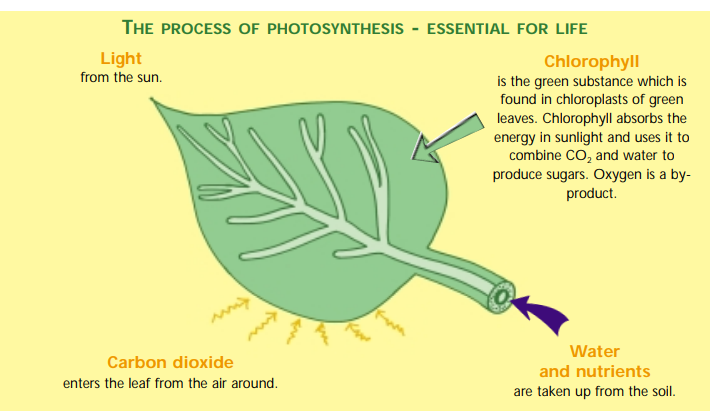 THE PROCESS OF PHOTOSYNTHESIS - ESSENTIAL FOR LIFE
Light
from the sun.
Chlorophyll
is the green substance which is
found in chloroplasts of green
leaves. Chlorophyll absorbs the
energy in sunlight and uses it to
combine CO₂ and water to
produce sugars. Oxygen is a by-
product.
Carbon dioxide
enters the leaf from the air around.
Water
and nutrients
are taken up from the soil.